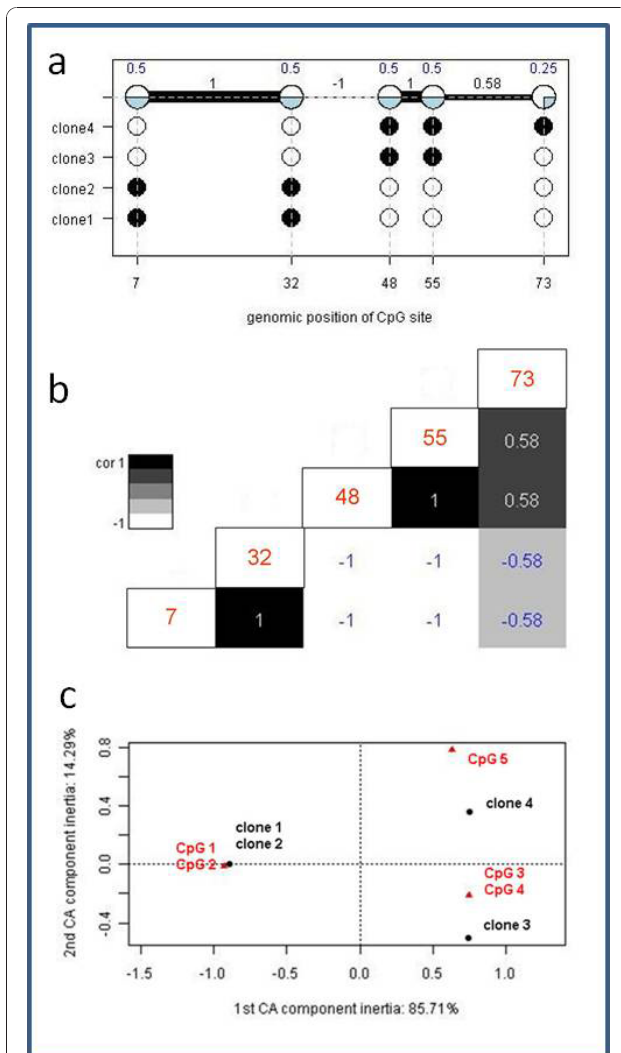 a
0.5 0.5 0.5 0.5 0.25
1 -1 1 0.58
clone4
clone3
clone2
clone1
7 32 48 55 73
genomic position of CpG site
b
73
55 0.58
cor 1
48 1 0.58
-1
32 -1 -1 -0.58
7 1 -1 -1 -0.58
c
2nd CA component inertia: 14.29%
0.8
0.4
0.0
-0.4
CpG 5
clone 4
clone 1
clone 2
CpG 1
CpG 2
CpG 3
CpG 4
clone 3
-1.5 -1.0 -0.5 0.0 0.5 1.0
1st CA component inertia: 85.71%